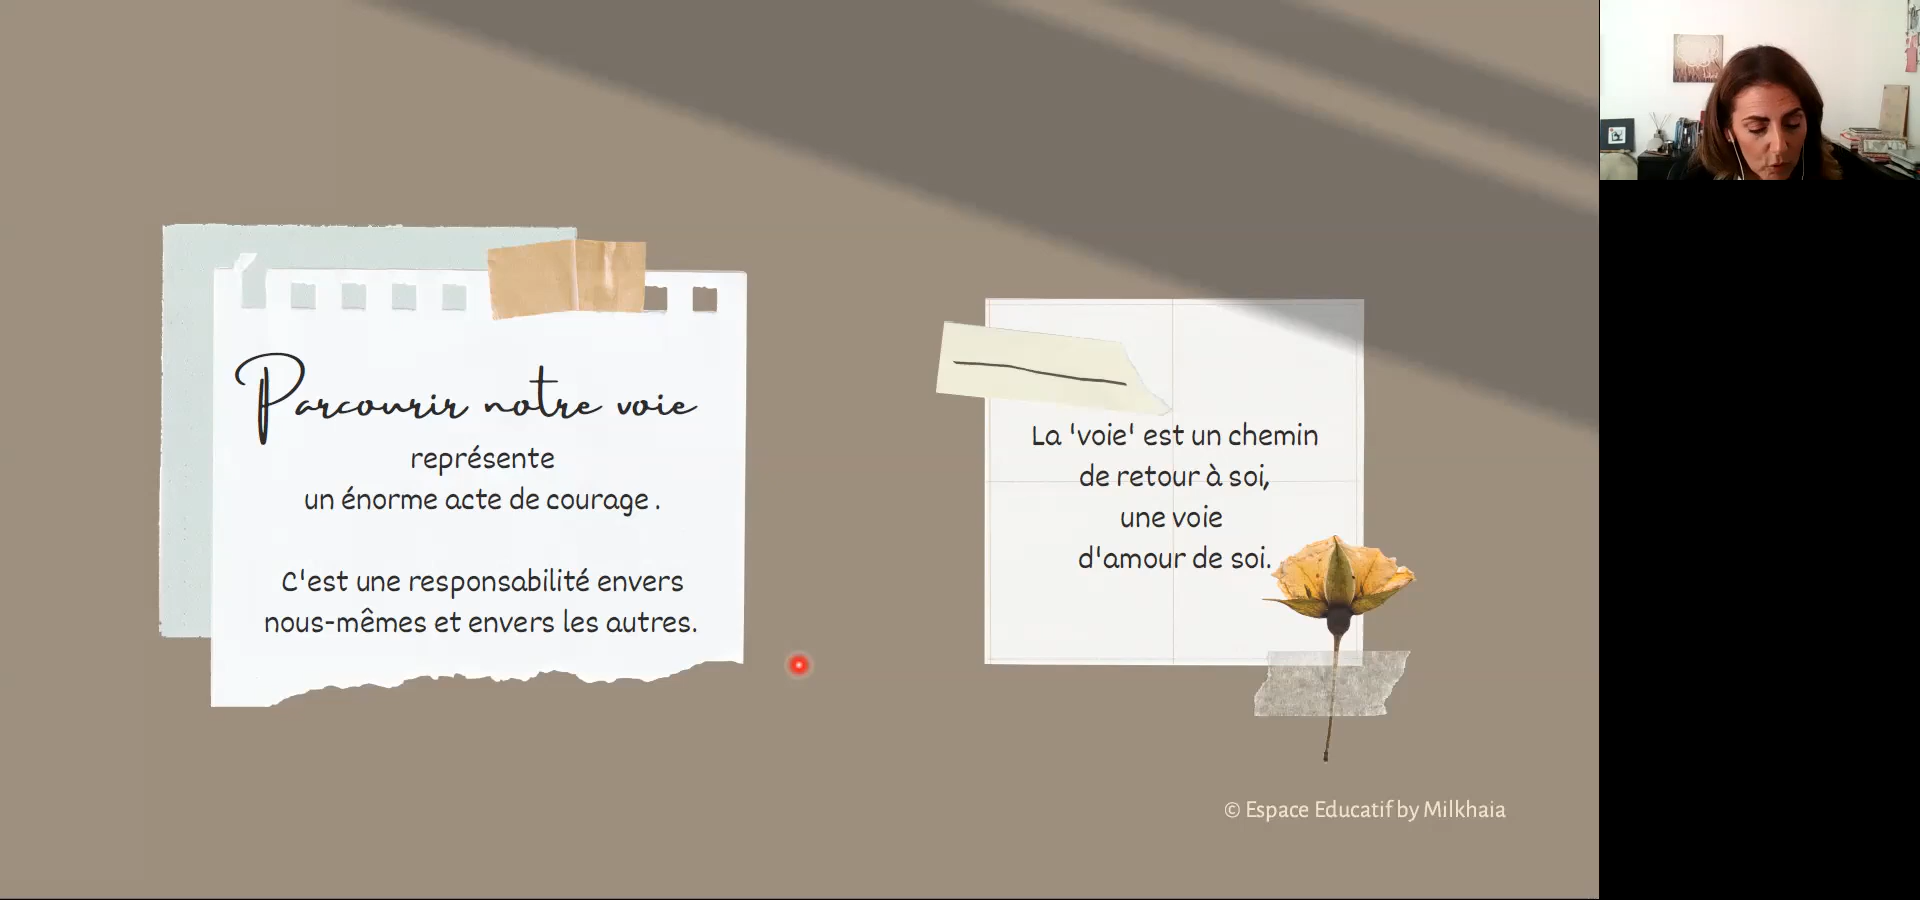 Parcourir notre voie
représente
un énorme acte de courage .
C'est une responsabilité envers
nous-mêmes et envers les autres.
La 'voie' est un chemin
de retour à soi,
une voie
d'amour de soi.
© Espace Educatif by Milkhaia